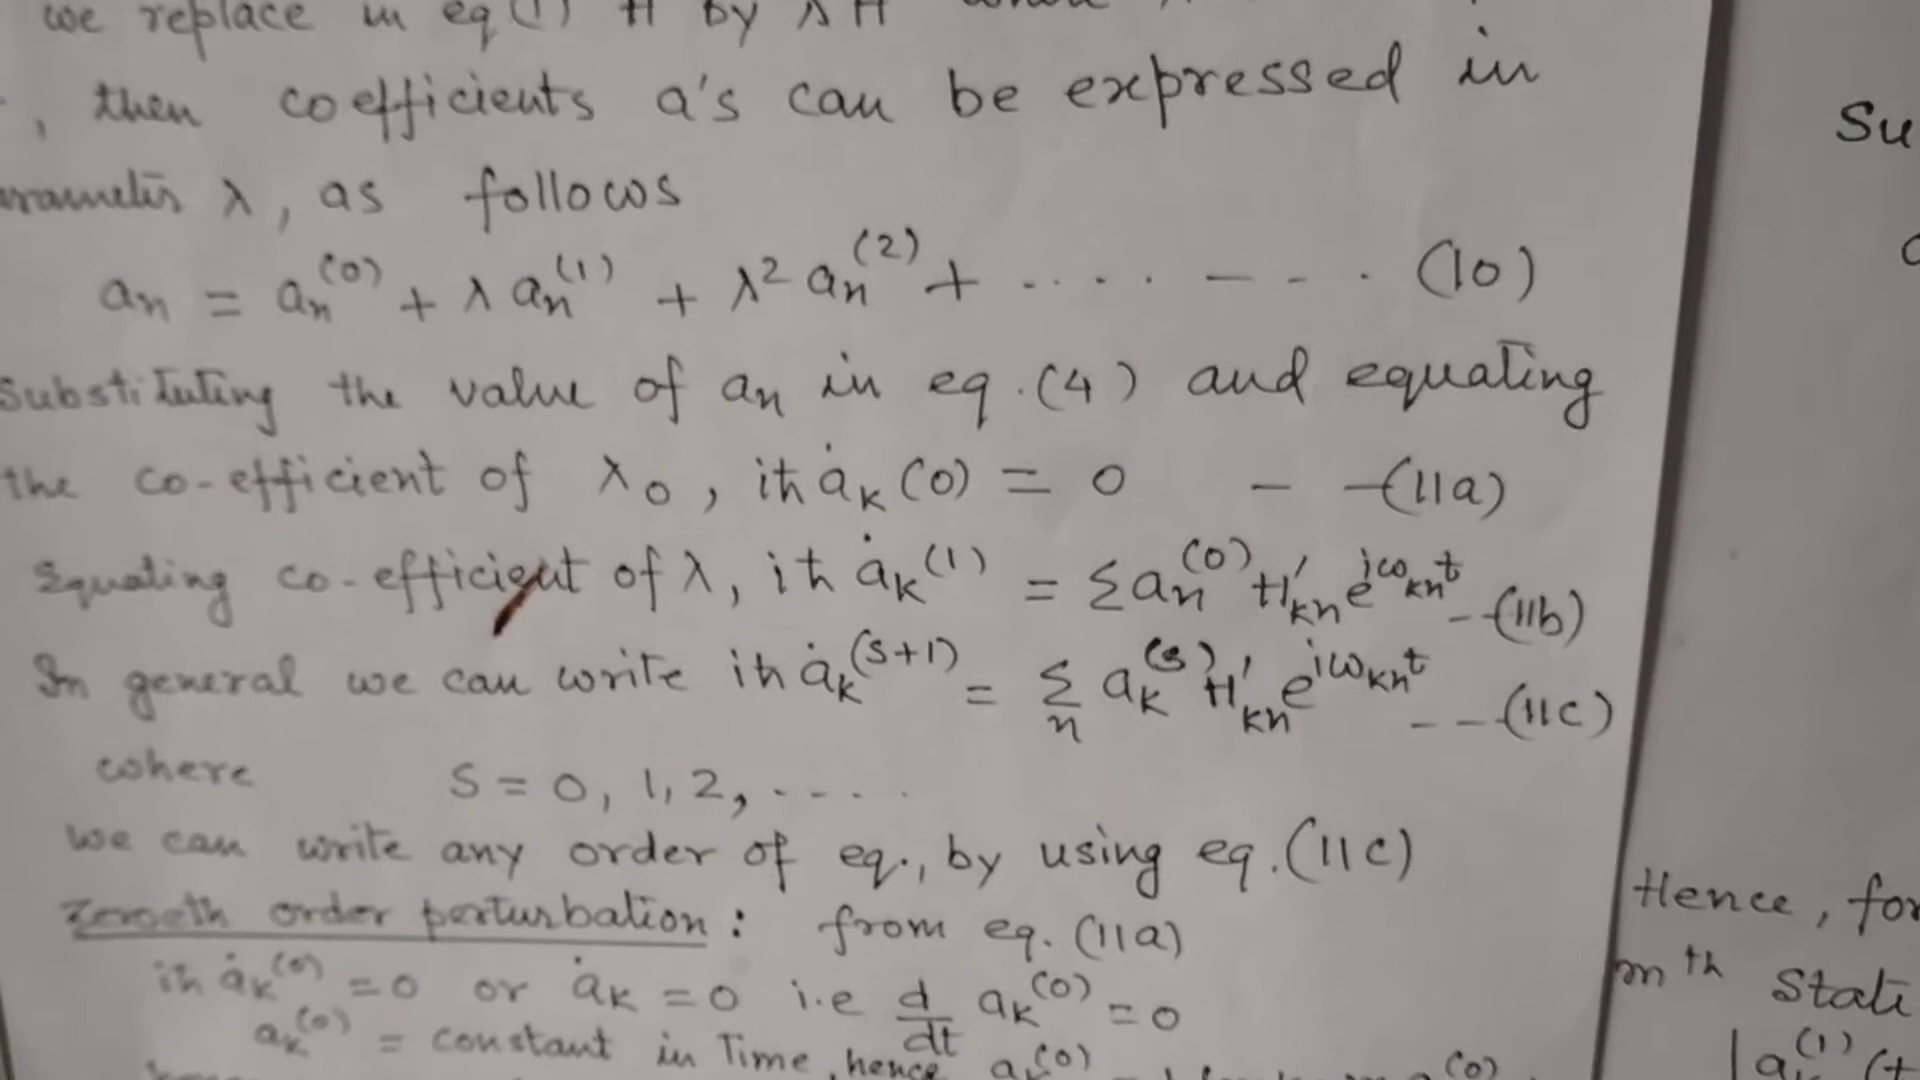 we replace in eq (1) H by λH
, then coefficients a's can be expressed in
λ, as follows
an = an^(0) + λ an^(1) + λ² an^(2) + ..... - - . (10)
Substituting the value of an in eq.(4) and equating
the co-efficient of λ0, iħ ȧk (0) = 0 - -(11a)
Equating co-efficient of λ, iħ ȧk^(1) = Σ an^(0) H'kn e^iωknt --(11b)
In general we can write iħ ȧk^(s+1) = Σn ak^(s) H'kn e^iωknt --(11c)
where s = 0, 1, 2, .....
we can write any order of eq., by using eq.(11c)
Zeroeth order perturbation: from eq. (11a)
iħ ȧk^(0) = 0 or ȧk = 0 i.e d/dt ak^(0) = 0
ak^(0) = constant in Time, hence
Su
Hence, for
mth State
|ak^(1) (t